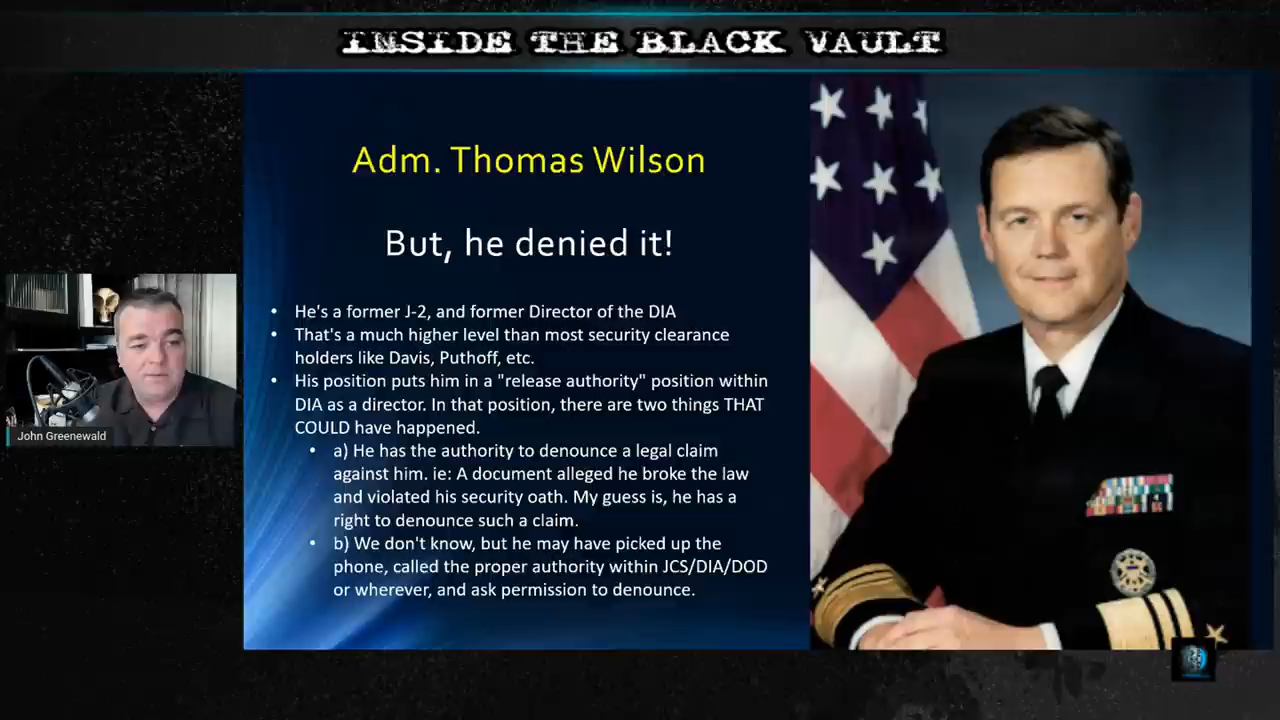 INSIDE THE BLACK VAULT
Adm. Thomas Wilson
But, he denied it!
• He's a former J-2, and former Director of the DIA
• That's a much higher level than most security clearance
holders like Davis, Puthoff, etc.
• His position puts him in a "release authority" position within
DIA as a director. In that position, there are two things THAT
COULD have happened.
• a) He has the authority to denounce a legal claim
against him. ie: A document alleged he broke the law
and violated his security oath. My guess is, he has a
right to denounce such a claim.
• b) We don't know, but he may have picked up the
phone, called the proper authority within JCS/DIA/DOD
or wherever, and ask permission to denounce.
John Greenewald